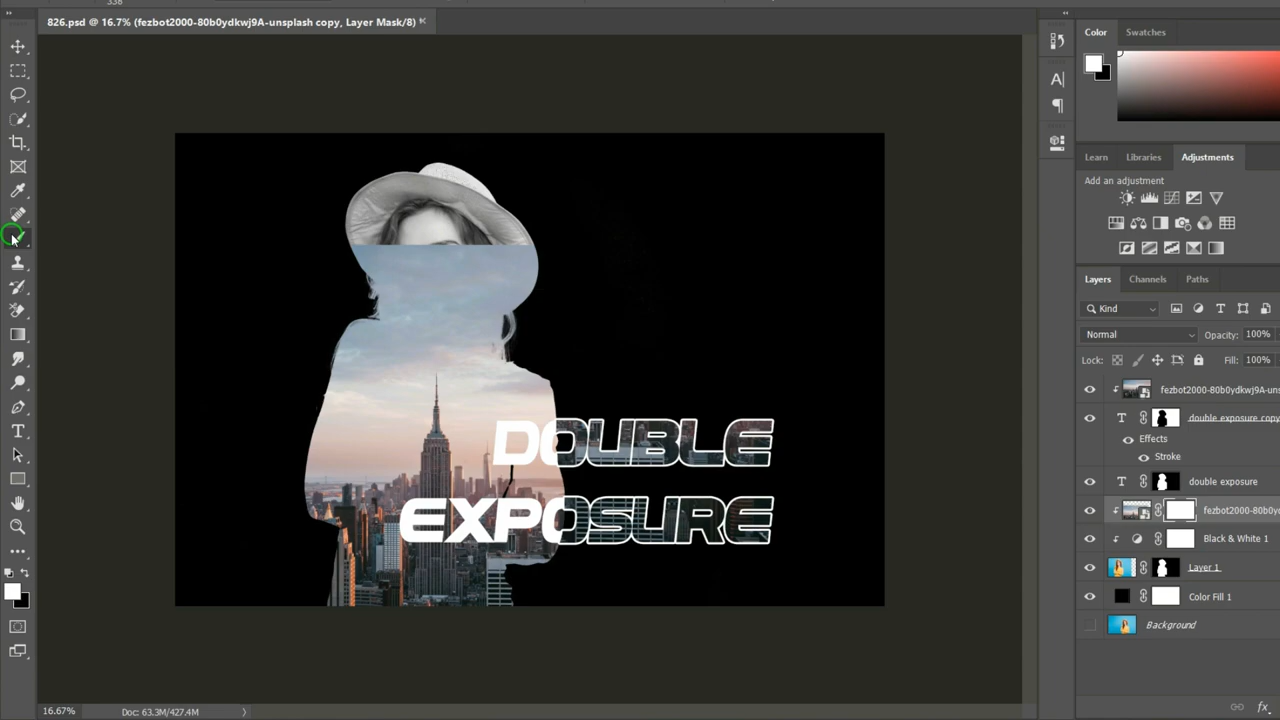 826.psd @ 16.7% (fezbot2000-80b0ydkwj9A-unsplash copy, Layer Mask/8)
Color Swatches
Learn Libraries Adjustments
Add an adjustment
Layers Channels Paths
Kind
Normal Opacity: 100%
Lock: Fill: 100%
fezbot2000-80b0ydkwj9A-uns
T double exposure copy
Effects
Stroke
T double exposure
fezbot2000-80b0yd
Black & White 1
Layer 1
Color Fill 1
Background
DOUBLE
EXPOSURE
16.67% Doc: 63.3M/427.4M
fx